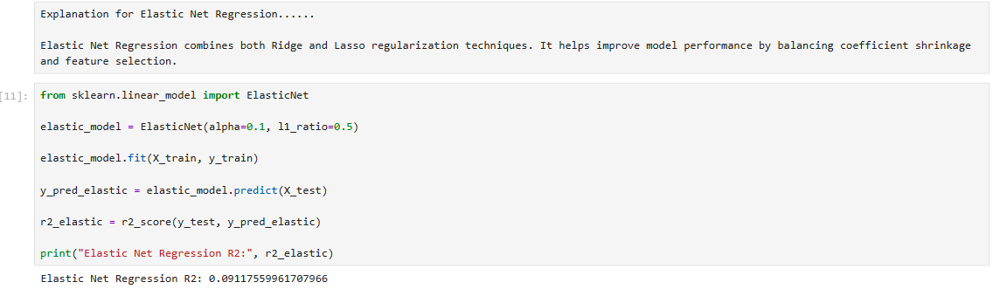 Explanation for Elastic Net Regression......
Elastic Net Regression combines both Ridge and Lasso regularization techniques. It helps improve model performance by balancing coefficient shrinkage
and feature selection.
[11]:
from sklearn.linear_model import ElasticNet
elastic_model = ElasticNet(alpha=0.1, l1_ratio=0.5)
elastic_model.fit(X_train, y_train)
y_pred_elastic = elastic_model.predict(X_test)
r2_elastic = r2_score(y_test, y_pred_elastic)
print("Elastic Net Regression R2:", r2_elastic)
Elastic Net Regression R2: 0.09117559961707966